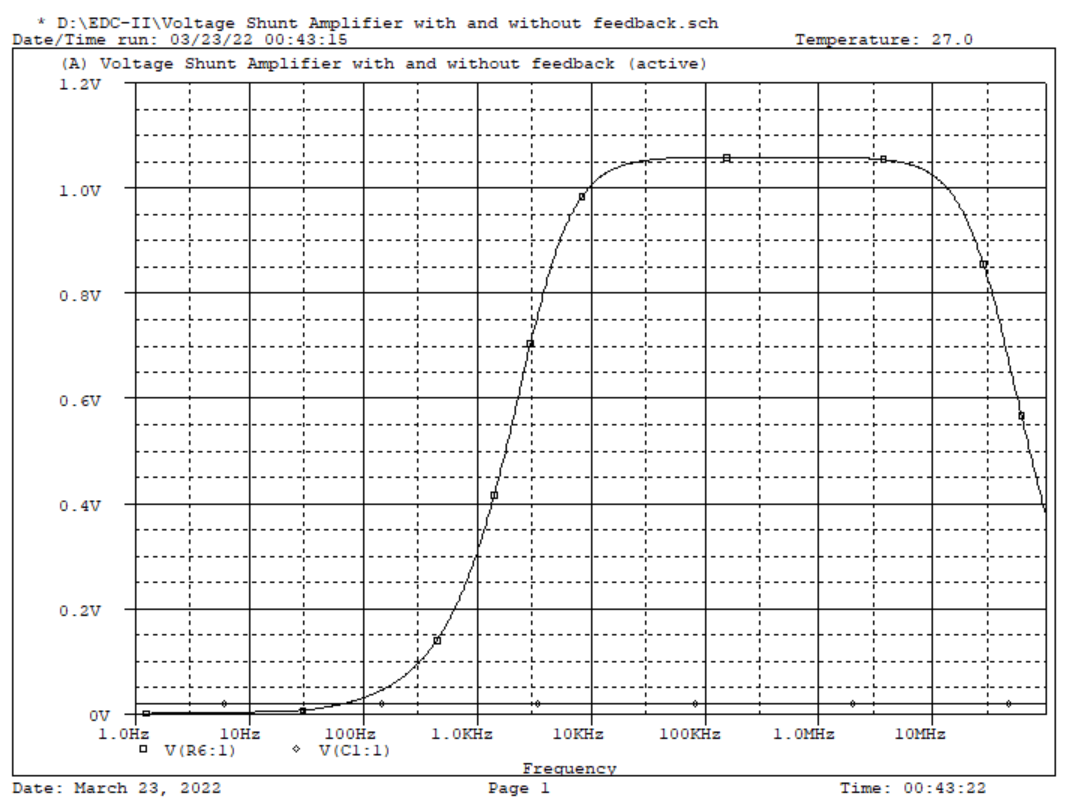 * D:\EDC-II\Voltage Shunt Amplifier with and without feedback.sch
Date/Time run: 03/23/22 00:43:15 Temperature: 27.0
(A) Voltage Shunt Amplifier with and without feedback (active)
1.2V
1.0V
0.8V
0.6V
0.4V
0.2V
0V
1.0Hz 10Hz 100Hz 1.0KHz 10KHz 100KHz 1.0MHz 10MHz
V(R6:1) V(C1:1)
Frequency
Date: March 23, 2022 Page 1 Time: 00:43:22